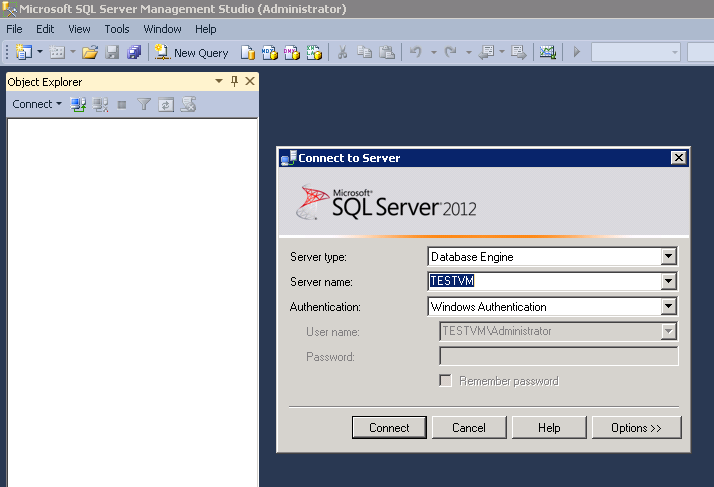 Microsoft SQL Server Management Studio (Administrator)
File Edit View Tools Window Help
New Query
Object Explorer
Connect
Connect to Server
Microsoft®
SQL Server® 2012
Server type: Database Engine
Server name: TESTVM
Authentication: Windows Authentication
User name: TESTVM\Administrator
Password:
Remember password
Connect Cancel Help Options >>